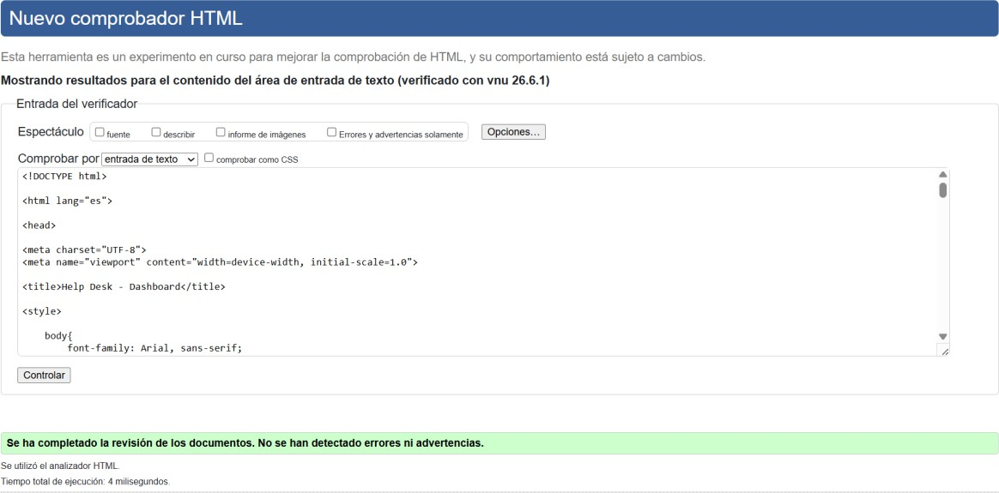 Nuevo comprobador HTML
Esta herramienta es un experimento en curso para mejorar la comprobación de HTML, y su comportamiento está sujeto a cambios.
Mostrando resultados para el contenido del área de entrada de texto (verificado con vnu 26.6.1)
Entrada del verificador
Espectáculo fuente describir informe de imágenes Errores y advertencias solamente Opciones…
Comprobar por entrada de texto comprobar como CSS
<!DOCTYPE html>
<html lang="es">
<head>
<meta charset="UTF-8">
<meta name="viewport" content="width=device-width, initial-scale=1.0">
<title>Help Desk - Dashboard</title>
<style>
body{
font-family: Arial, sans-serif;
Controlar
Se ha completado la revisión de los documentos. No se han detectado errores ni advertencias.
Se utilizó el analizador HTML.
Tiempo total de ejecución: 4 milisegundos.